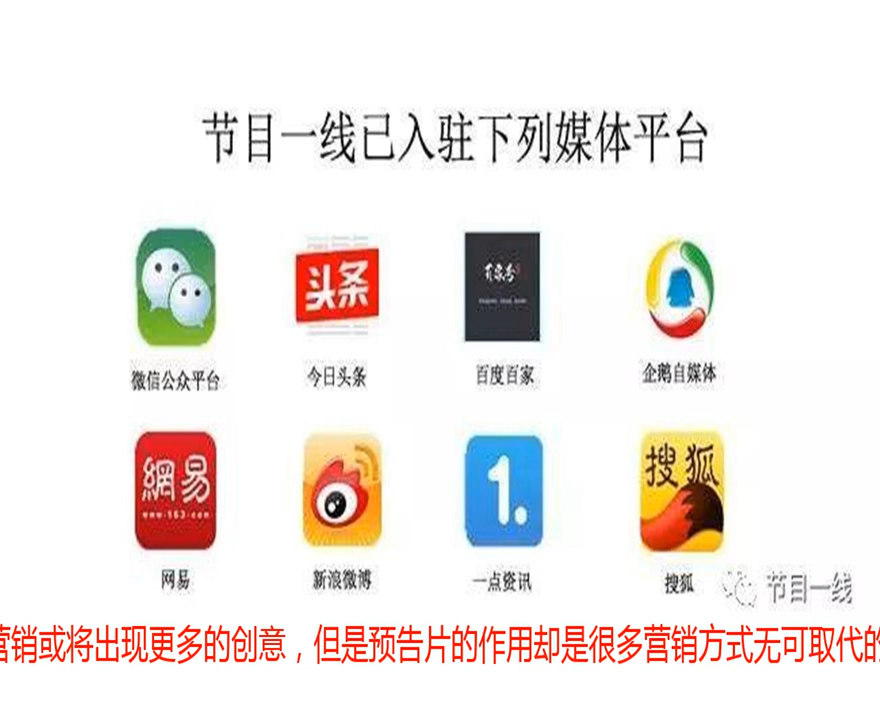 节目一线已入驻下列媒体平台
头条
百家
微信公众平台
今日头条
百度百家
企鹅自媒体
網易
www.163.com
1.
搜狐
网易
新浪微博
一点资讯
搜狐
节目一线
营销或将出现更多的创意，但是预告片的作用却是很多营销方式无可取代的